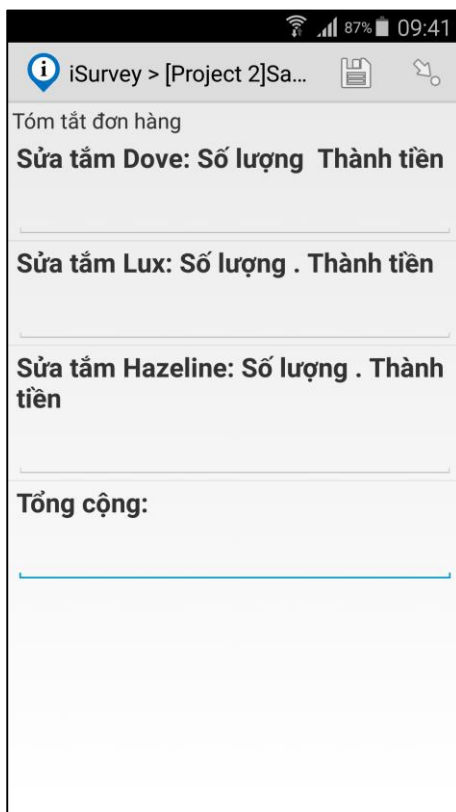 87% 09:41
iSurvey > [Project 2]Sa...
Tóm tắt đơn hàng
Sửa tắm Dove: Số lượng  Thành tiền
Sửa tắm Lux: Số lượng . Thành tiền
Sửa tắm Hazeline: Số lượng . Thành
tiền
Tổng cộng: